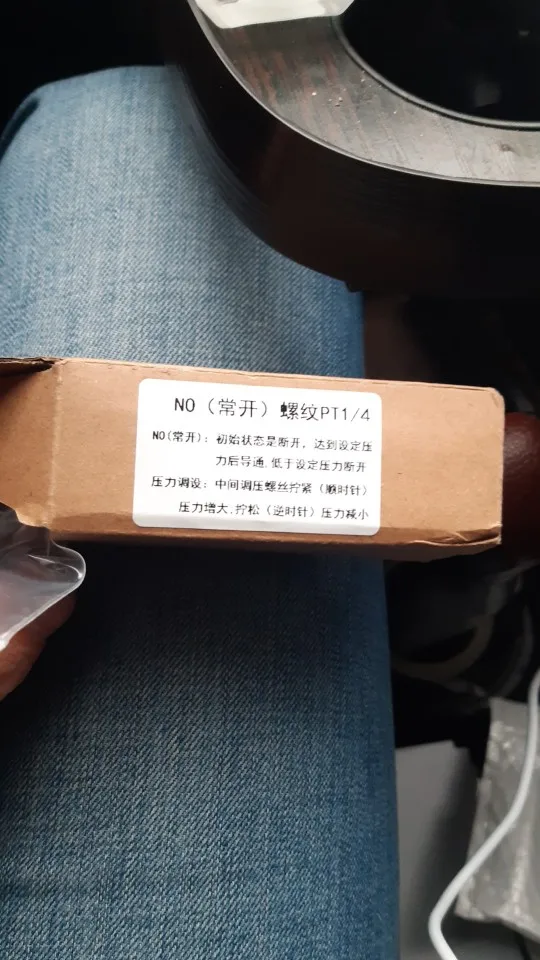 NO（常开）螺纹PT1/4
NO(常开)：初始状态是断开，达到设定压
力后导通.低于设定压力断开
压力调设：中间调压螺丝拧紧（顺时针）
压力增大.拧松（逆时针）压力减小